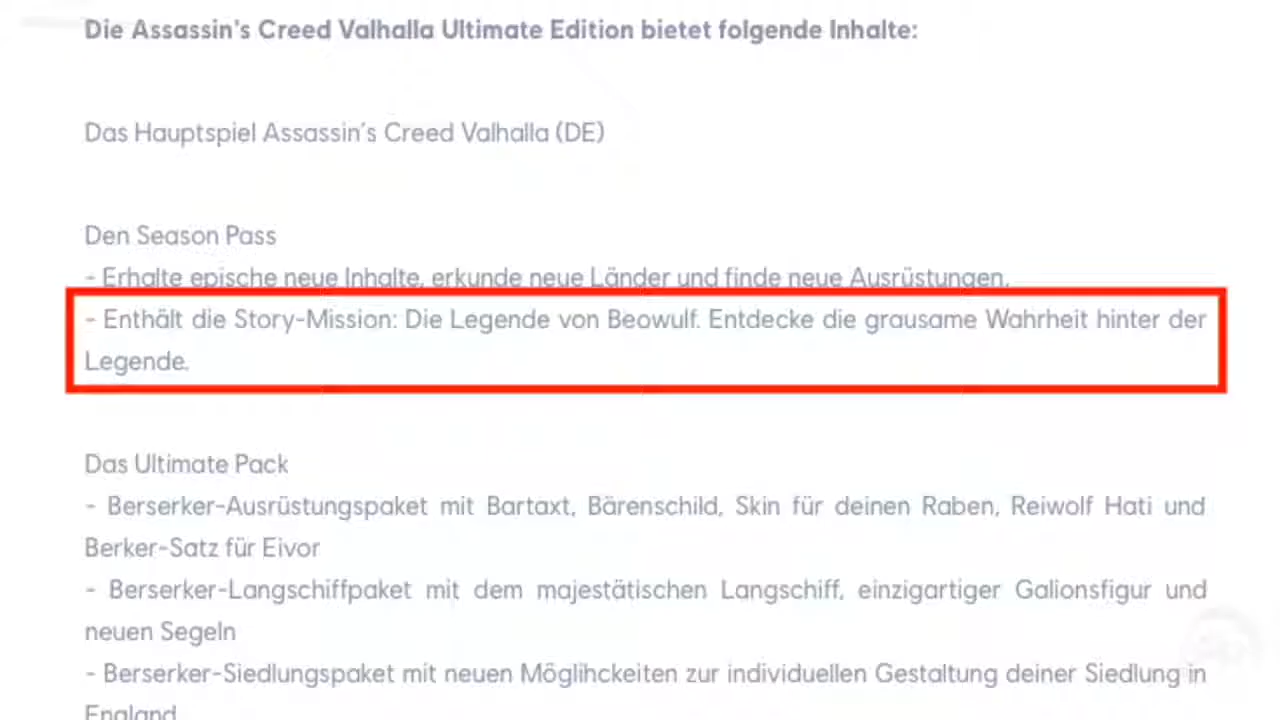 Die Assassin's Creed Valhalla Ultimate Edition bietet folgende Inhalte:
Das Hauptspiel Assassin's Creed Valhalla (DE)
Den Season Pass
- Erhalte epische neue Inhalte, erkunde neue Länder und finde neue Ausrüstungen.
- Enthält die Story-Mission: Die Legende von Beowulf. Entdecke die grausame Wahrheit hinter der
Legende.
Das Ultimate Pack
- Berserker-Ausrüstungspaket mit Bartaxt, Bärenschild, Skin für deinen Raben, Reiwolf Hati und
Berker-Satz für Eivor
- Berserker-Langschiffpaket mit dem majestätischen Langschiff, einzigartiger Galionsfigur und
neuen Segeln
- Berserker-Siedlungspaket mit neuen Möglihckeiten zur individuellen Gestaltung deiner Siedlung in
England